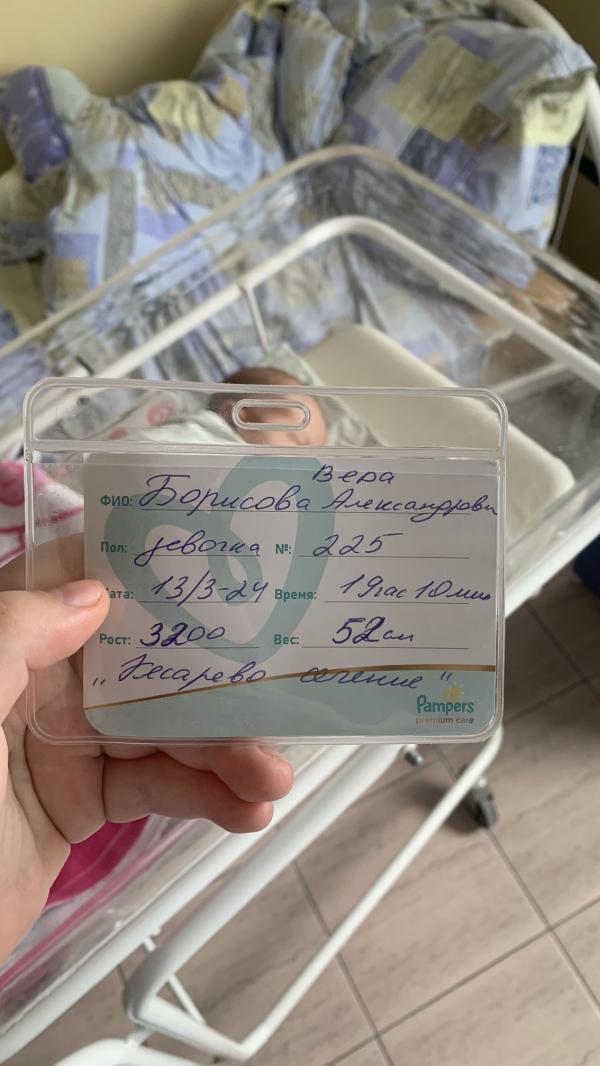 Вера
ФИО: Борисова Александровн
Пол: девочка №: 225
Дата: 13/3-24 Время: 19час 10мин
Рост: 3200 Вес: 52см
„Кесарево сечение"
Pampers
premium care